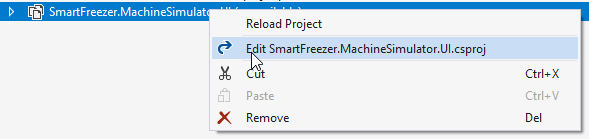 SmartFreezer.MachineSimulator.UI
Reload Project
Edit SmartFreezer.MachineSimulator.UI.csproj
Cut Ctrl+X
Paste Ctrl+V
Remove Del